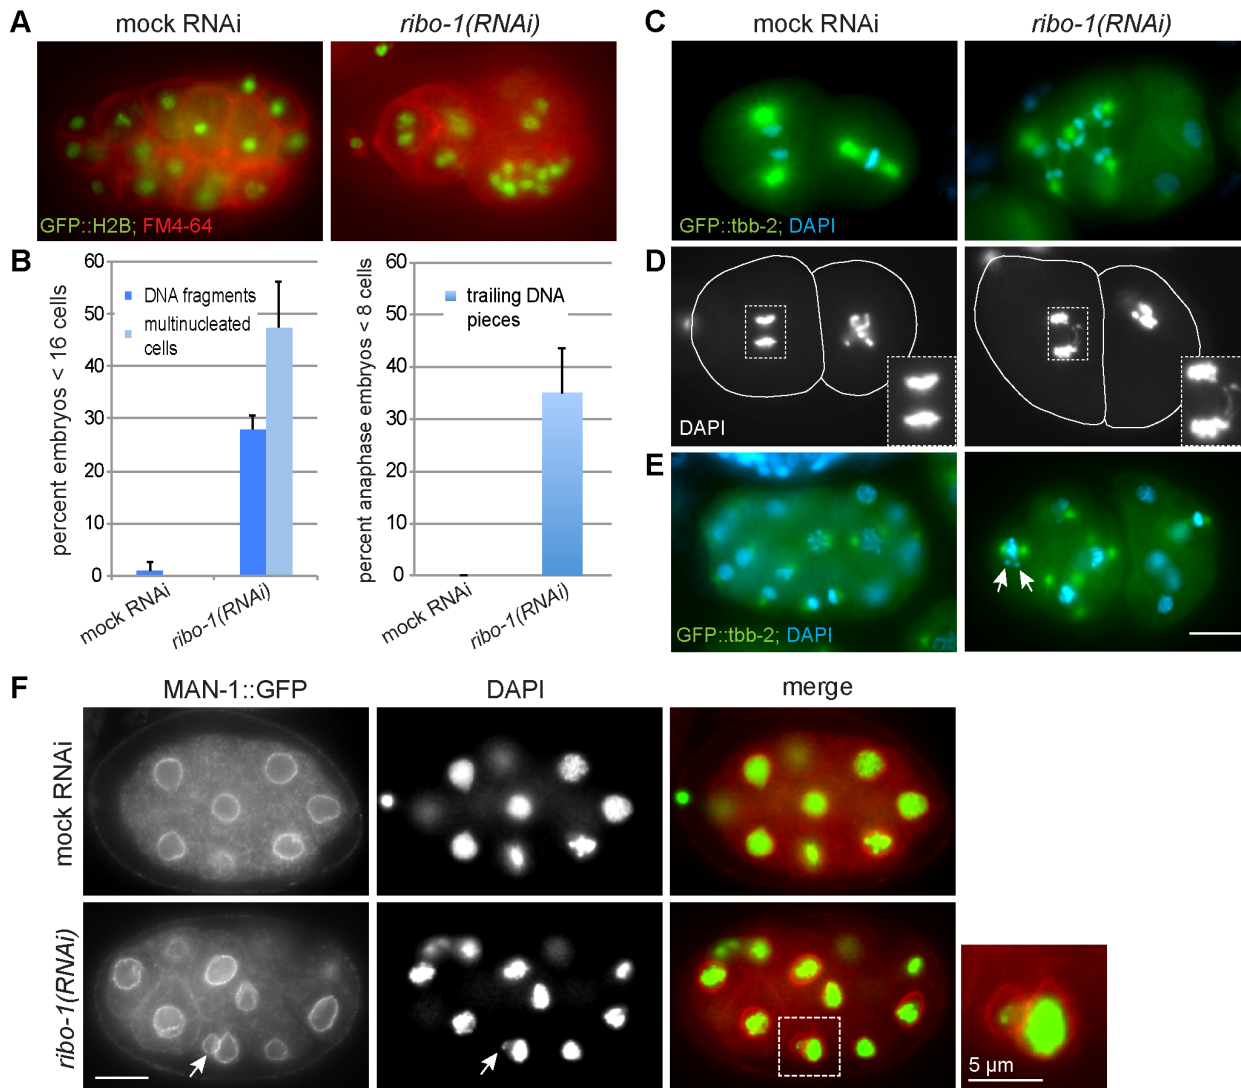 A
mock RNAi
ribo-1(RNAi)
GFP::H2B; FM4-64
B
percent embryos < 16 cells
60
50
40
30
20
10
0
DNA fragments
multinucleated
cells
mock RNAi
ribo-1(RNAi)
percent anaphase embryos < 8 cells
60
50
40
30
20
10
0
trailing DNA
pieces
mock RNAi
ribo-1(RNAi)
C
mock RNAi
ribo-1(RNAi)
GFP::tbb-2; DAPI
D
DAPI
E
GFP::tbb-2; DAPI
F
MAN-1::GFP
DAPI
merge
mock RNAi
ribo-1(RNAi)
5 µm